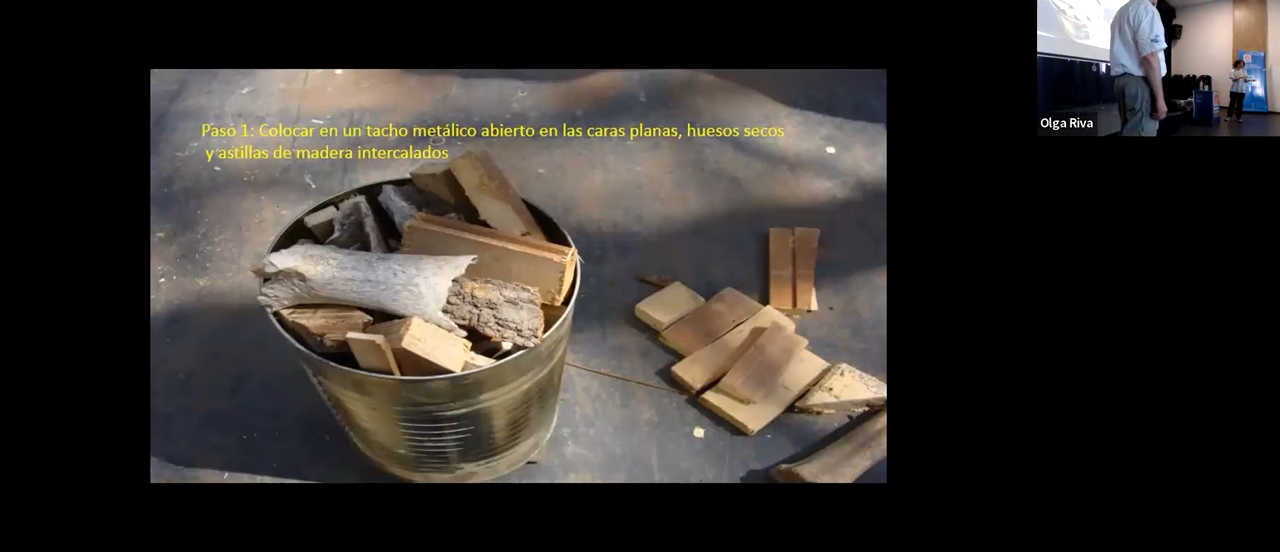 Paso 1: Colocar en un tacho metálico abierto en las caras planas, huesos secos
y astillas de madera intercalados
Olga Riva